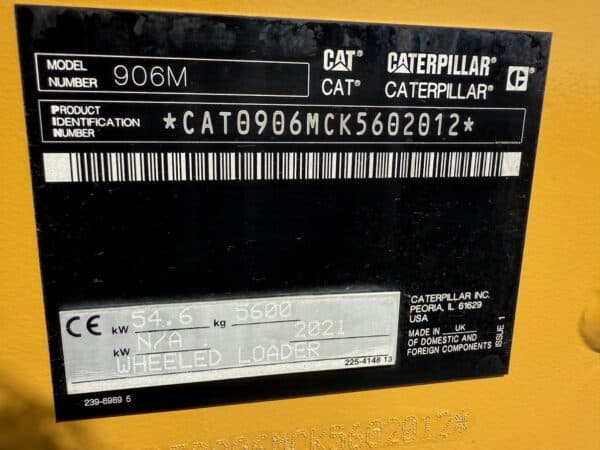 MODEL NUMBER 906M
CAT CATERPILLAR C
CAT® CATERPILLAR®
PRODUCT IDENTIFICATION NUMBER *CAT0906MCK5602012*
CATERPILLAR INC.
PEORIA, IL 61629
USA
MADE IN UK
OF DOMESTIC AND
FOREIGN COMPONENTS
ISSUE 1
CE kW 54.6 kg 5600
kW N/A 2021
WHEELED LOADER 225-4148 13
239-6989 5
0906MCK5602012*